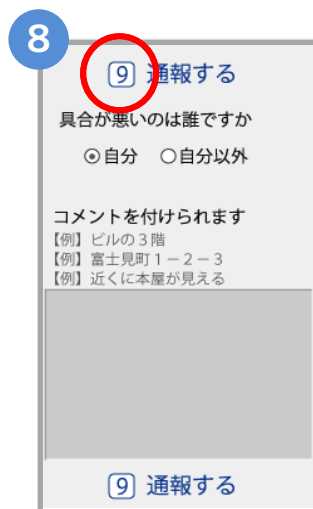 8
9 通報する
具合が悪いのは誰ですか
◉自分 ○自分以外
コメントを付けられます
【例】ビルの3階
【例】富士見町1－2－3
【例】近くに本屋が見える
9 通報する